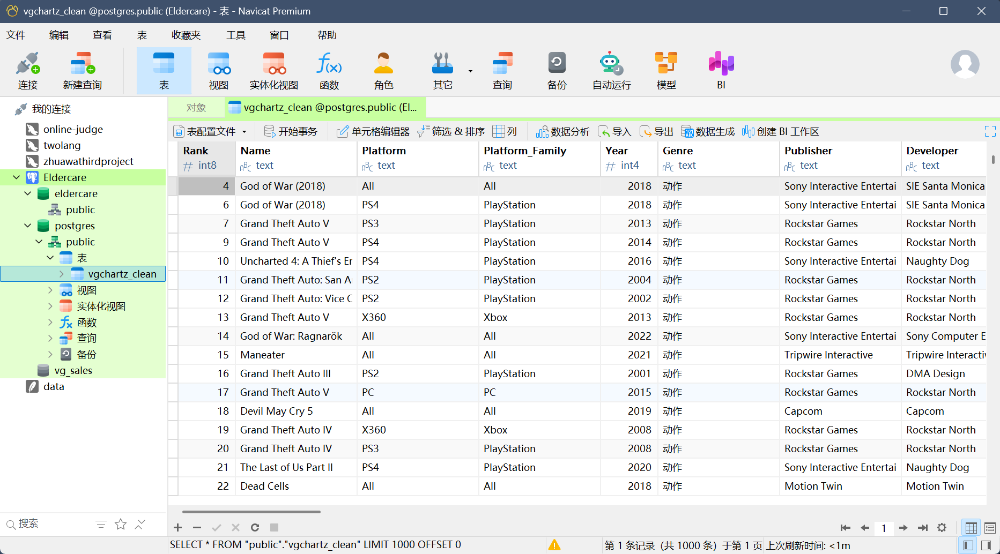 vgchartz_clean @postgres.public (Eldercare) - 表 - Navicat Premium
文件 编辑 查看 表 收藏夹 工具 窗口 帮助
连接 新建查询 表 视图 实体化视图 函数 角色 其它 查询 备份 自动运行 模型 BI
我的连接
online-judge
twolang
zhuawathirdproject
Eldercare
eldercare
public
postgres
public
表
vgchartz_clean
视图
实体化视图
函数
查询
备份
vg_sales
data
搜索
对象 vgchartz_clean @postgres.public (El...
表配置文件 开始事务 单元格编辑器 筛选 & 排序 列 数据分析 导入 导出 数据生成 创建 BI 工作区
Rank Name Platform Platform_Family Year Genre Publisher Developer
# int8 ABC text ABC text ABC text # int4 ABC text ABC text ABC text
4 God of War (2018) All All 2018 动作 Sony Interactive Entertai SIE Santa Monica
6 God of War (2018) PS4 PlayStation 2018 动作 Sony Interactive Entertai SIE Santa Monica
7 Grand Theft Auto V PS3 PlayStation 2013 动作 Rockstar Games Rockstar North
9 Grand Theft Auto V PS4 PlayStation 2014 动作 Rockstar Games Rockstar North
10 Uncharted 4: A Thief's Er PS4 PlayStation 2016 动作 Sony Interactive Entertai Naughty Dog
11 Grand Theft Auto: San A PS2 PlayStation 2004 动作 Rockstar Games Rockstar North
12 Grand Theft Auto: Vice C PS2 PlayStation 2002 动作 Rockstar Games Rockstar North
13 Grand Theft Auto V X360 Xbox 2013 动作 Rockstar Games Rockstar North
14 God of War: Ragnarök All All 2022 动作 Sony Interactive Entertai Sony Computer E
15 Maneater All All 2021 动作 Tripwire Interactive Tripwire Interactiv
16 Grand Theft Auto III PS2 PlayStation 2001 动作 Rockstar Games DMA Design
17 Grand Theft Auto V PC PC 2015 动作 Rockstar Games Rockstar North
18 Devil May Cry 5 All All 2019 动作 Capcom Capcom
19 Grand Theft Auto IV X360 Xbox 2008 动作 Rockstar Games Rockstar North
20 Grand Theft Auto IV PS3 PlayStation 2008 动作 Rockstar Games Rockstar North
21 The Last of Us Part II PS4 PlayStation 2020 动作 Sony Interactive Entertai Naughty Dog
22 Dead Cells All All 2018 动作 Motion Twin Motion Twin
1
SELECT * FROM "public"."vgchartz_clean" LIMIT 1000 OFFSET 0
第 1 条记录 (共 1000 条) 于第 1 页 上次刷新时间: <1m